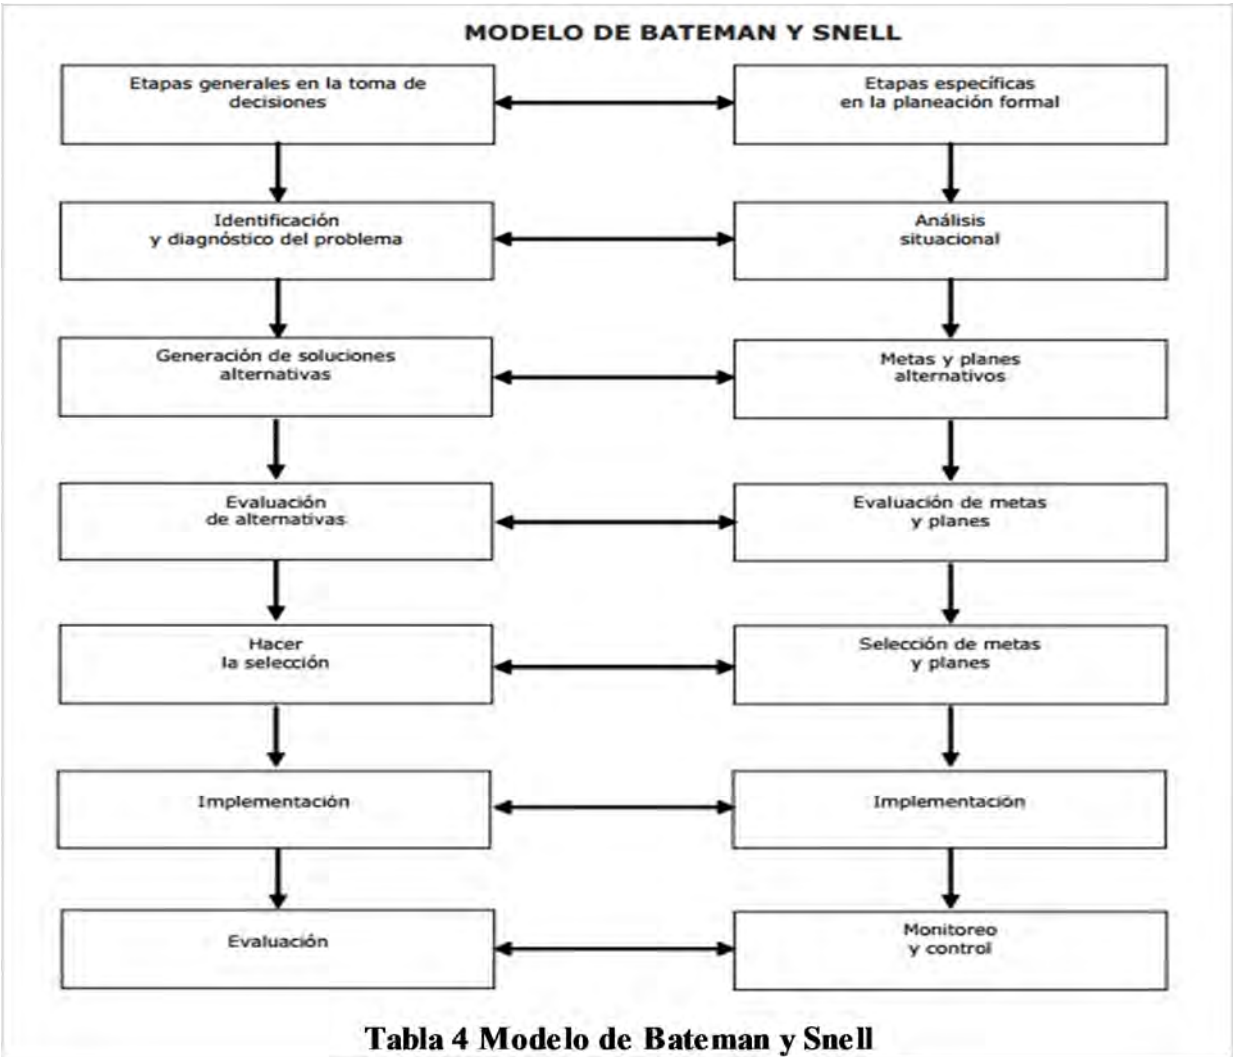 MODELO DE BATEMAN Y SNELL
Etapas generales en la toma de
decisiones
Etapas específicas
en la planeación formal
Identificación
y diagnóstico del problema
Análisis
situacional
Generación de soluciones
alternativas
Metas y planes
alternativos
Evaluación
de alternativas
Evaluación de metas
y planes
Hacer
la selección
Selección de metas
y planes
Implementación
Implementación
Evaluación
Monitoreo
y control
Tabla 4 Modelo de Bateman y Snell